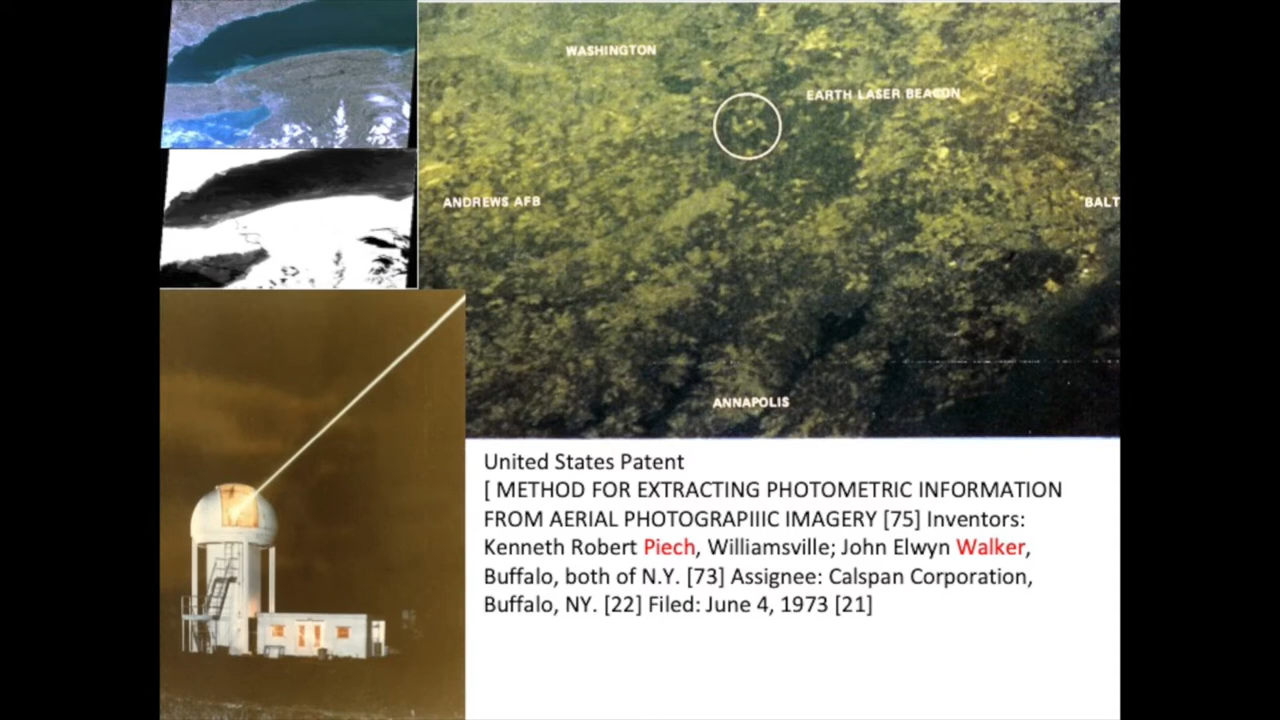 WASHINGTON
EARTH LASER BEACON
ANDREWS AFB
BALT
ANNAPOLIS
United States Patent
[ METHOD FOR EXTRACTING PHOTOMETRIC INFORMATION
FROM AERIAL PHOTOGRAPIIIC IMAGERY [75] Inventors:
Kenneth Robert Piech, Williamsville; John Elwyn Walker,
Buffalo, both of N.Y. [73] Assignee: Calspan Corporation,
Buffalo, NY. [22] Filed: June 4, 1973 [21]